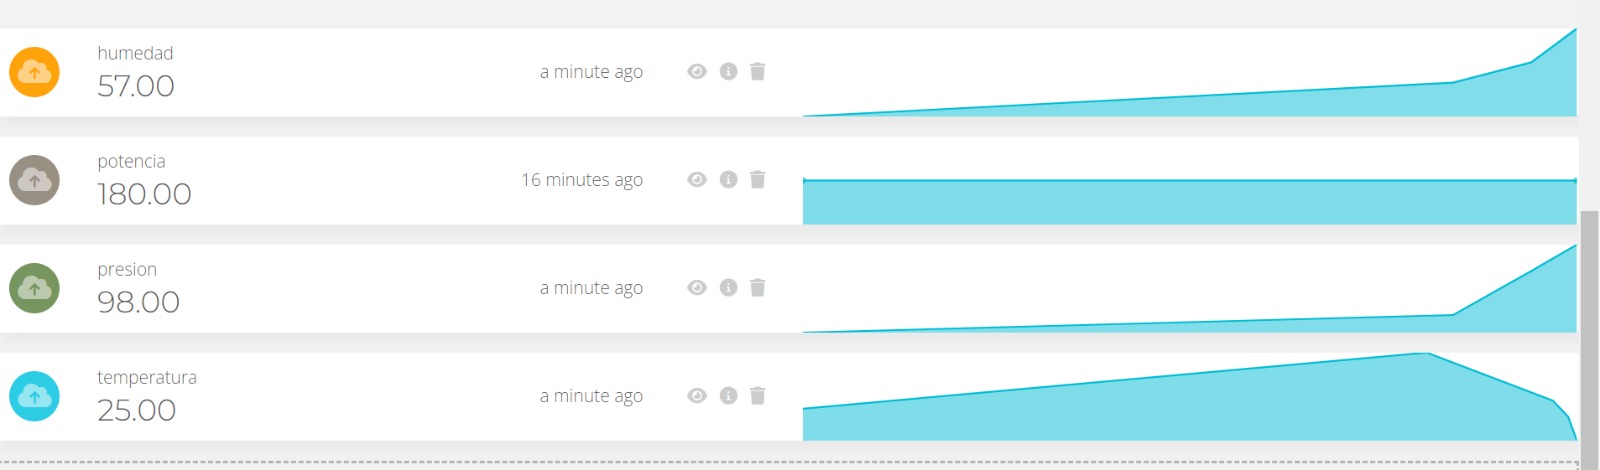 humedad
57.00
a minute ago
potencia
180.00
16 minutes ago
presion
98.00
a minute ago
temperatura
25.00
a minute ago